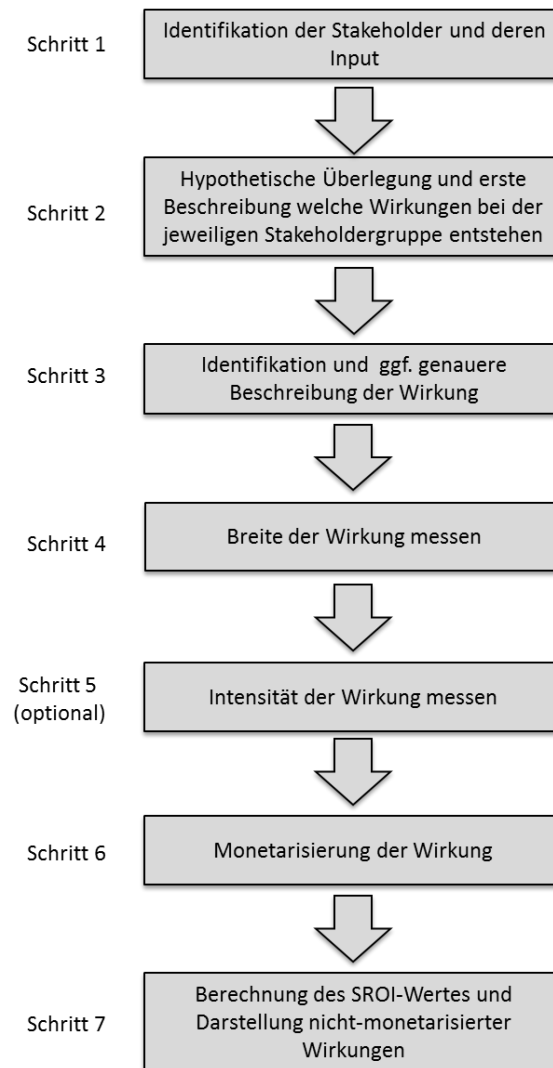 Schritt 1
Identifikation der Stakeholder und deren
Input
Schritt 2
Hypothetische Überlegung und erste
Beschreibung welche Wirkungen bei der
jeweiligen Stakeholdergruppe entstehen
Schritt 3
Identifikation und ggf. genauere
Beschreibung der Wirkung
Schritt 4
Breite der Wirkung messen
Schritt 5
(optional)
Intensität der Wirkung messen
Schritt 6
Monetarisierung der Wirkung
Schritt 7
Berechnung des SROI-Wertes und
Darstellung nicht-monetarisierter
Wirkungen